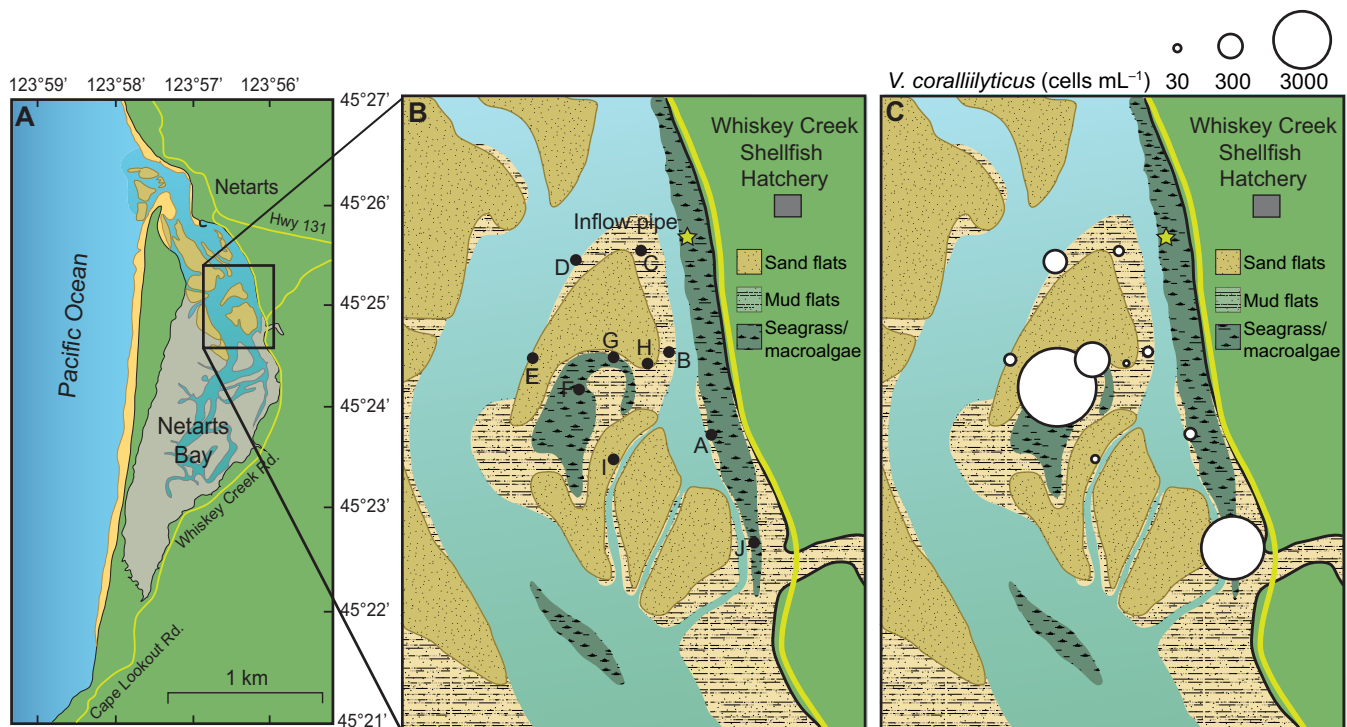 V. coralliilyticus (cells mL⁻¹) 30 300 3000
123°59’ 123°58’ 123°57’ 123°56’
A
Netarts
Hwy 131
Pacific Ocean
Netarts
Bay
Whiskey Creek Rd.
Cape Lookout Rd.
1 km
45°27’
45°26’
45°25’
45°24’
45°23’
45°22’
45°21’
B
Whiskey Creek
Shellfish
Hatchery
Inflow pipe
Sand flats
Mud flats
Seagrass/
macroalgae
D
C
G
H
B
E
F
A
I
J
C
Whiskey Creek
Shellfish
Hatchery
Sand flats
Mud flats
Seagrass/
macroalgae